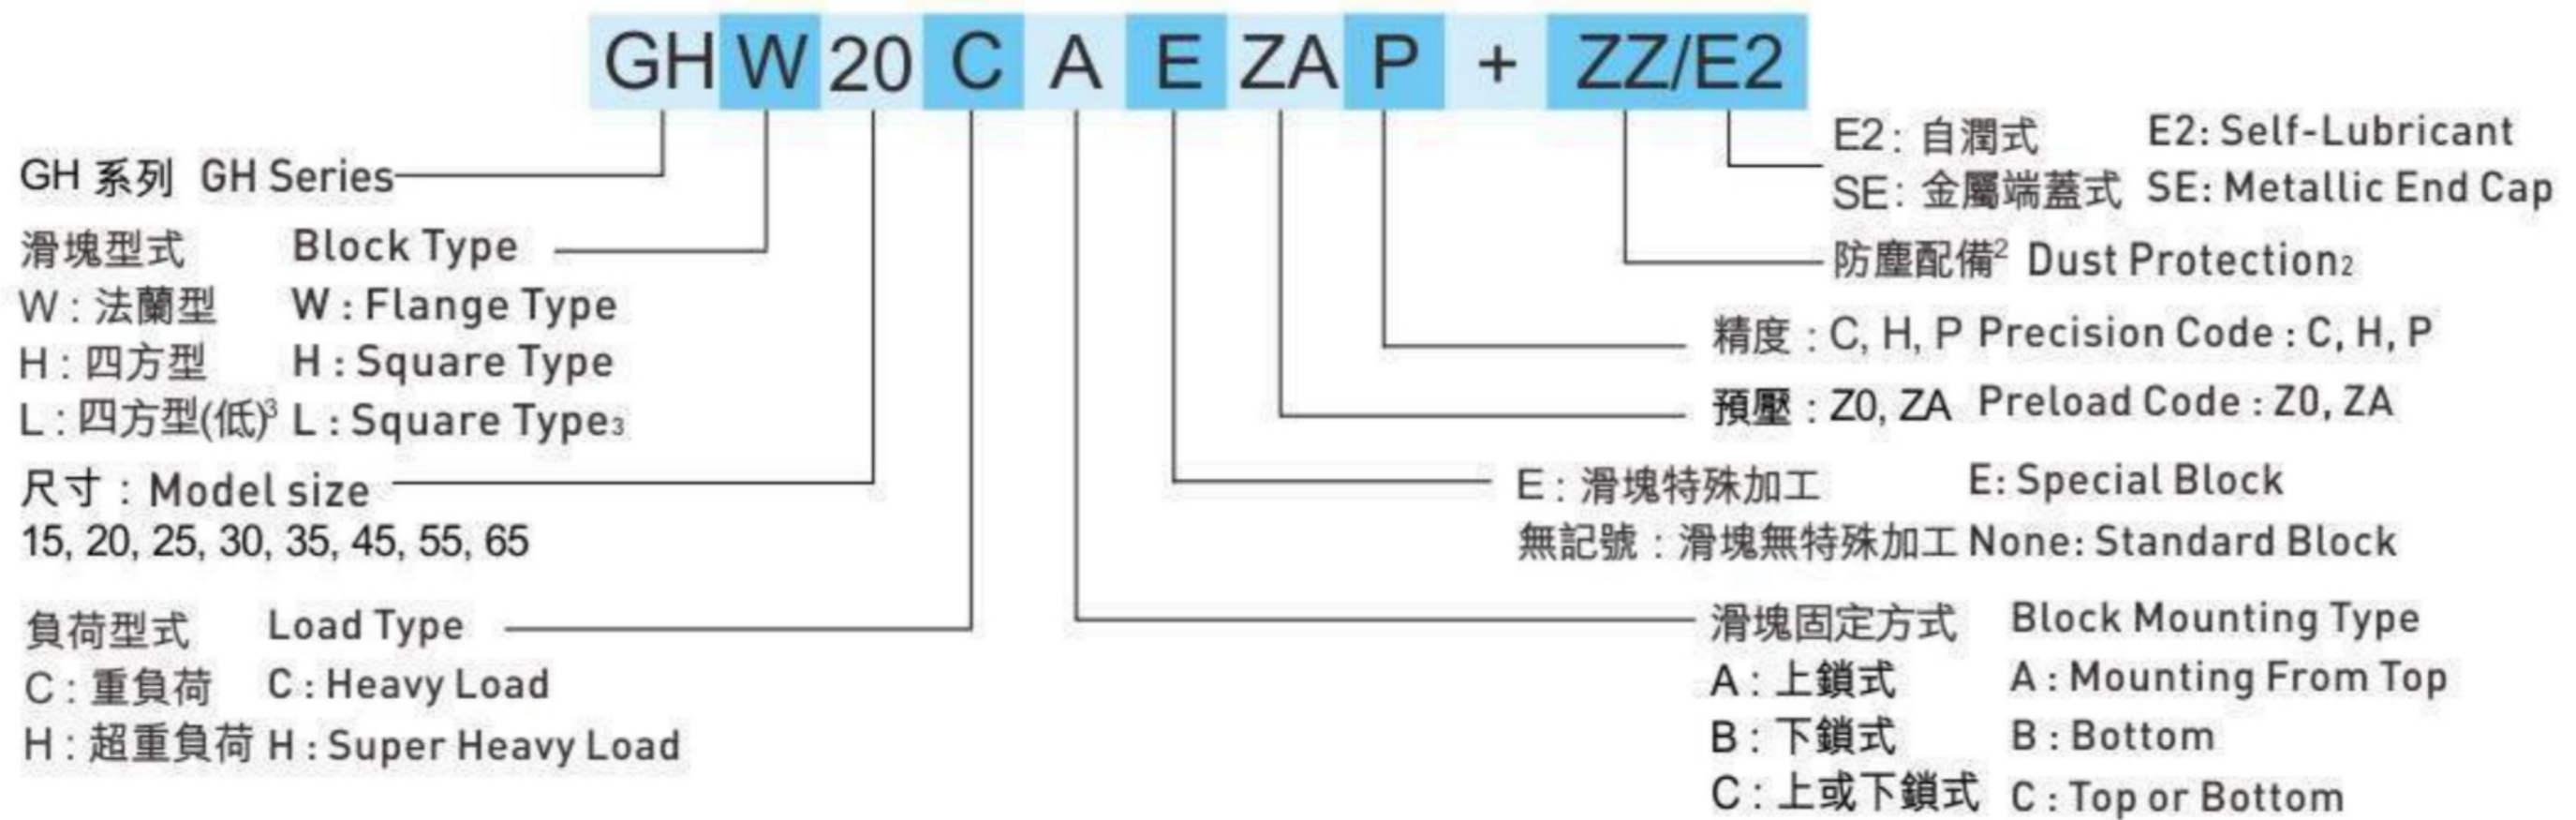 GH W 20 C A E ZA P + ZZ/E2
GH 系列 GH Series
滑塊型式 Block Type
W : 法蘭型 W : Flange Type
H : 四方型 H : Square Type
L : 四方型(低)3 L : Square Type3
尺寸 : Model size
15, 20, 25, 30, 35, 45, 55, 65
負荷型式 Load Type
C : 重負荷 C : Heavy Load
H : 超重負荷 H : Super Heavy Load
E2 : 自潤式 E2: Self-Lubricant
SE : 金屬端蓋式 SE: Metallic End Cap
防塵配備2 Dust Protection2
精度 : C, H, P Precision Code : C, H, P
預壓 : Z0, ZA Preload Code : Z0, ZA
E : 滑塊特殊加工 E: Special Block
無記號 : 滑塊無特殊加工 None: Standard Block
滑塊固定方式 Block Mounting Type
A : 上鎖式 A : Mounting From Top
B : 下鎖式 B : Bottom
C : 上或下鎖式 C : Top or Bottom